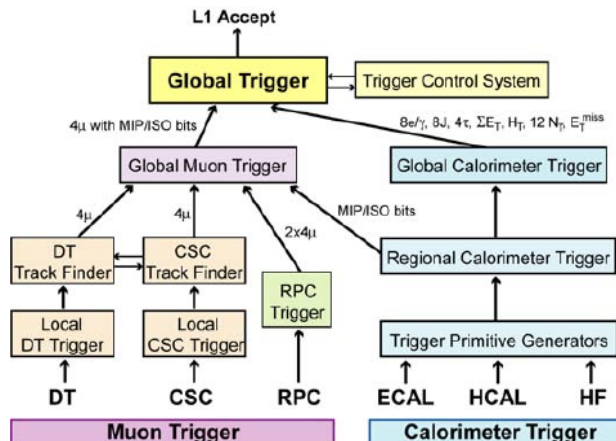 L1 Accept
Global Trigger
Trigger Control System
4μ with MIP/ISO bits
8e/γ, 8J, 4τ, ΣE_T, H_T, 12 N_T, E_T^miss
Global Muon Trigger
Global Calorimeter Trigger
4μ
4μ
2x4μ
MIP/ISO bits
DT
Track Finder
CSC
Track Finder
Regional Calorimeter Trigger
RPC
Trigger
Local
DT Trigger
Local
CSC Trigger
Trigger Primitive Generators
DT
CSC
RPC
ECAL
HCAL
HF
Muon Trigger
Calorimeter Trigger